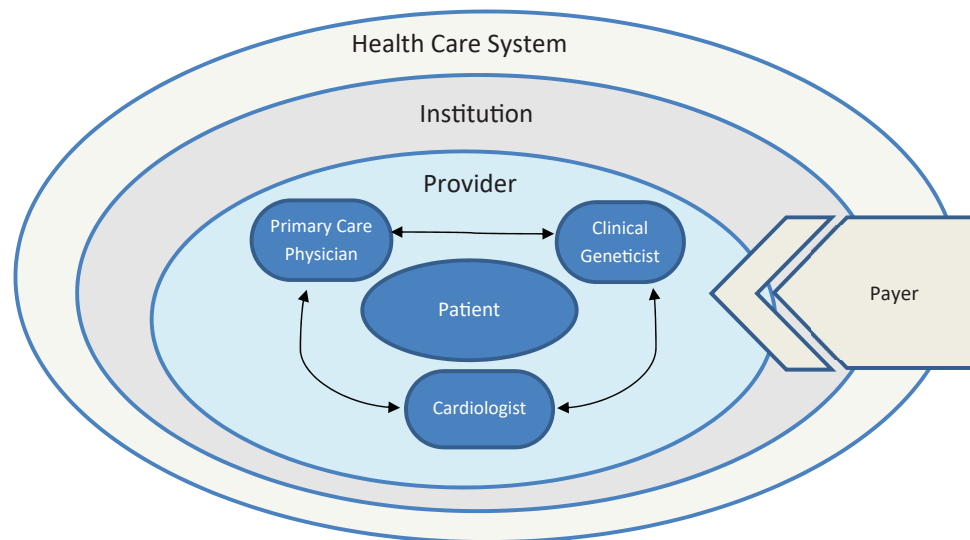 Health Care System
Institution
Provider
Primary Care
Physician
Clinical
Geneticist
Patient
Payer
Cardiologist